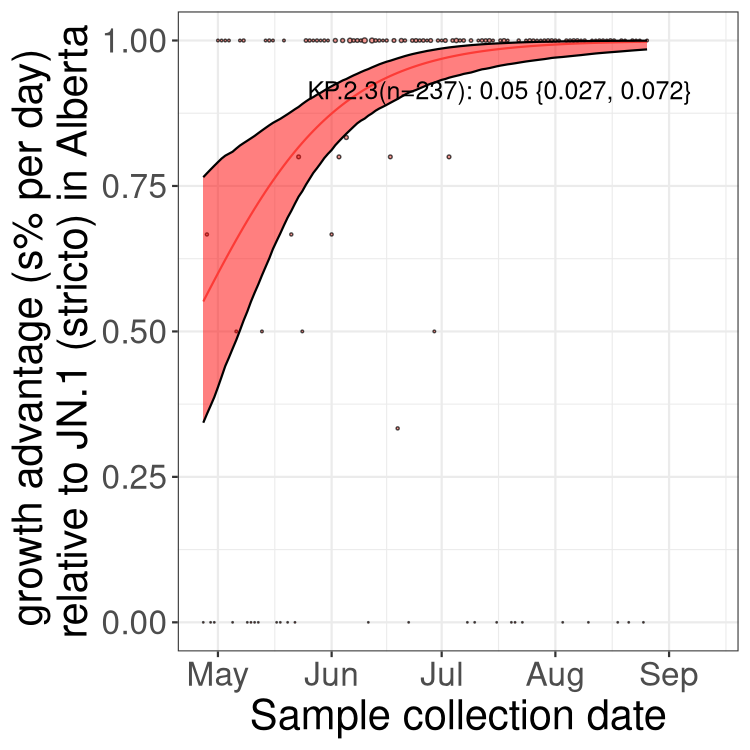 growth advantage (s% per day)
relative to JN.1 (stricto) in Alberta
1.00
0.75
0.50
0.25
0.00
KP.2.3(n=237): 0.05 {0.027, 0.072}
May Jun Jul Aug Sep
Sample collection date